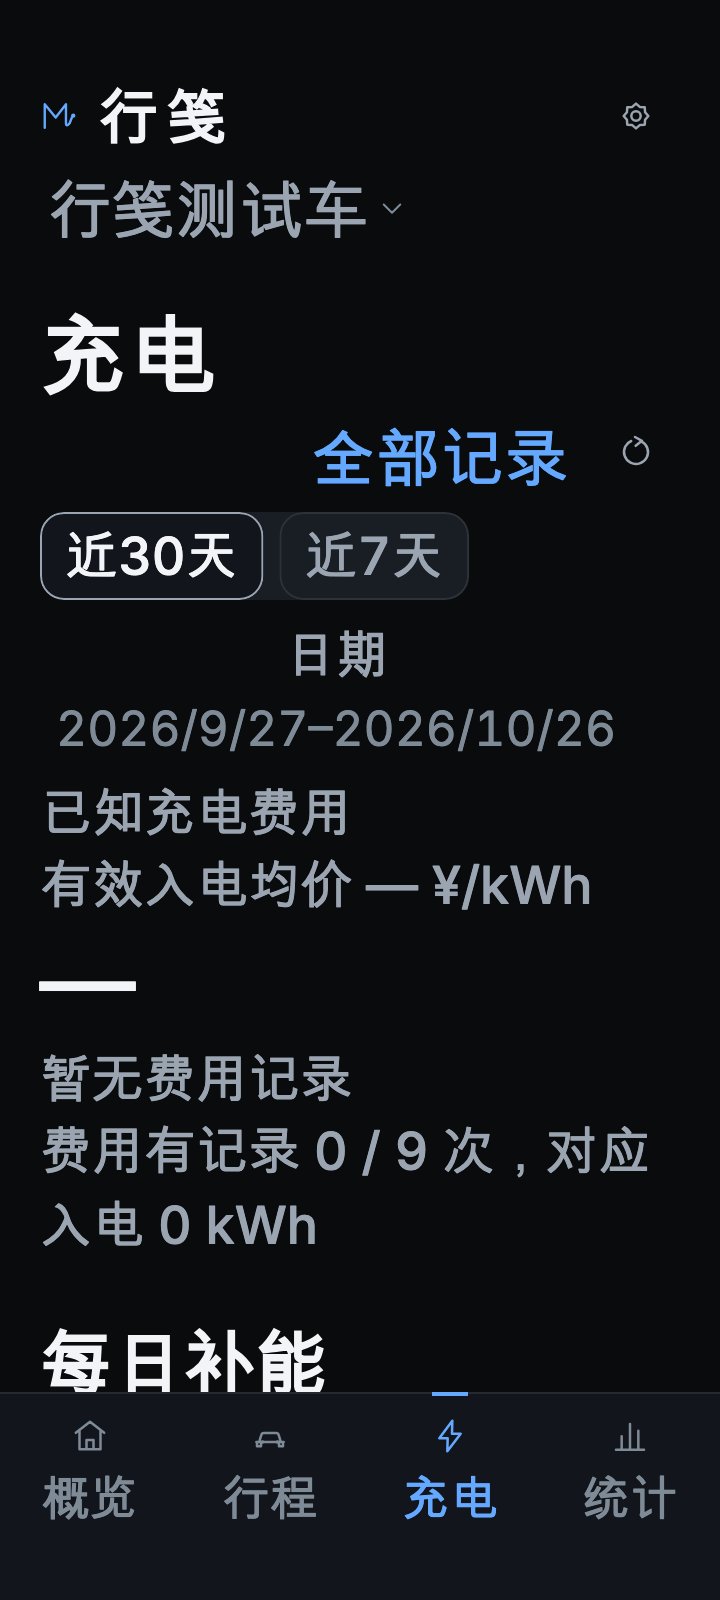 行笺
行笺测试车
充电
全部记录
近30天 近7天
日期
2026/9/27–2026/10/26
已知充电费用
有效入电均价 — ¥/kWh
—
暂无费用记录
费用有记录 0 / 9 次，对应
入电 0 kWh
每日补能
概览 行程 充电 统计